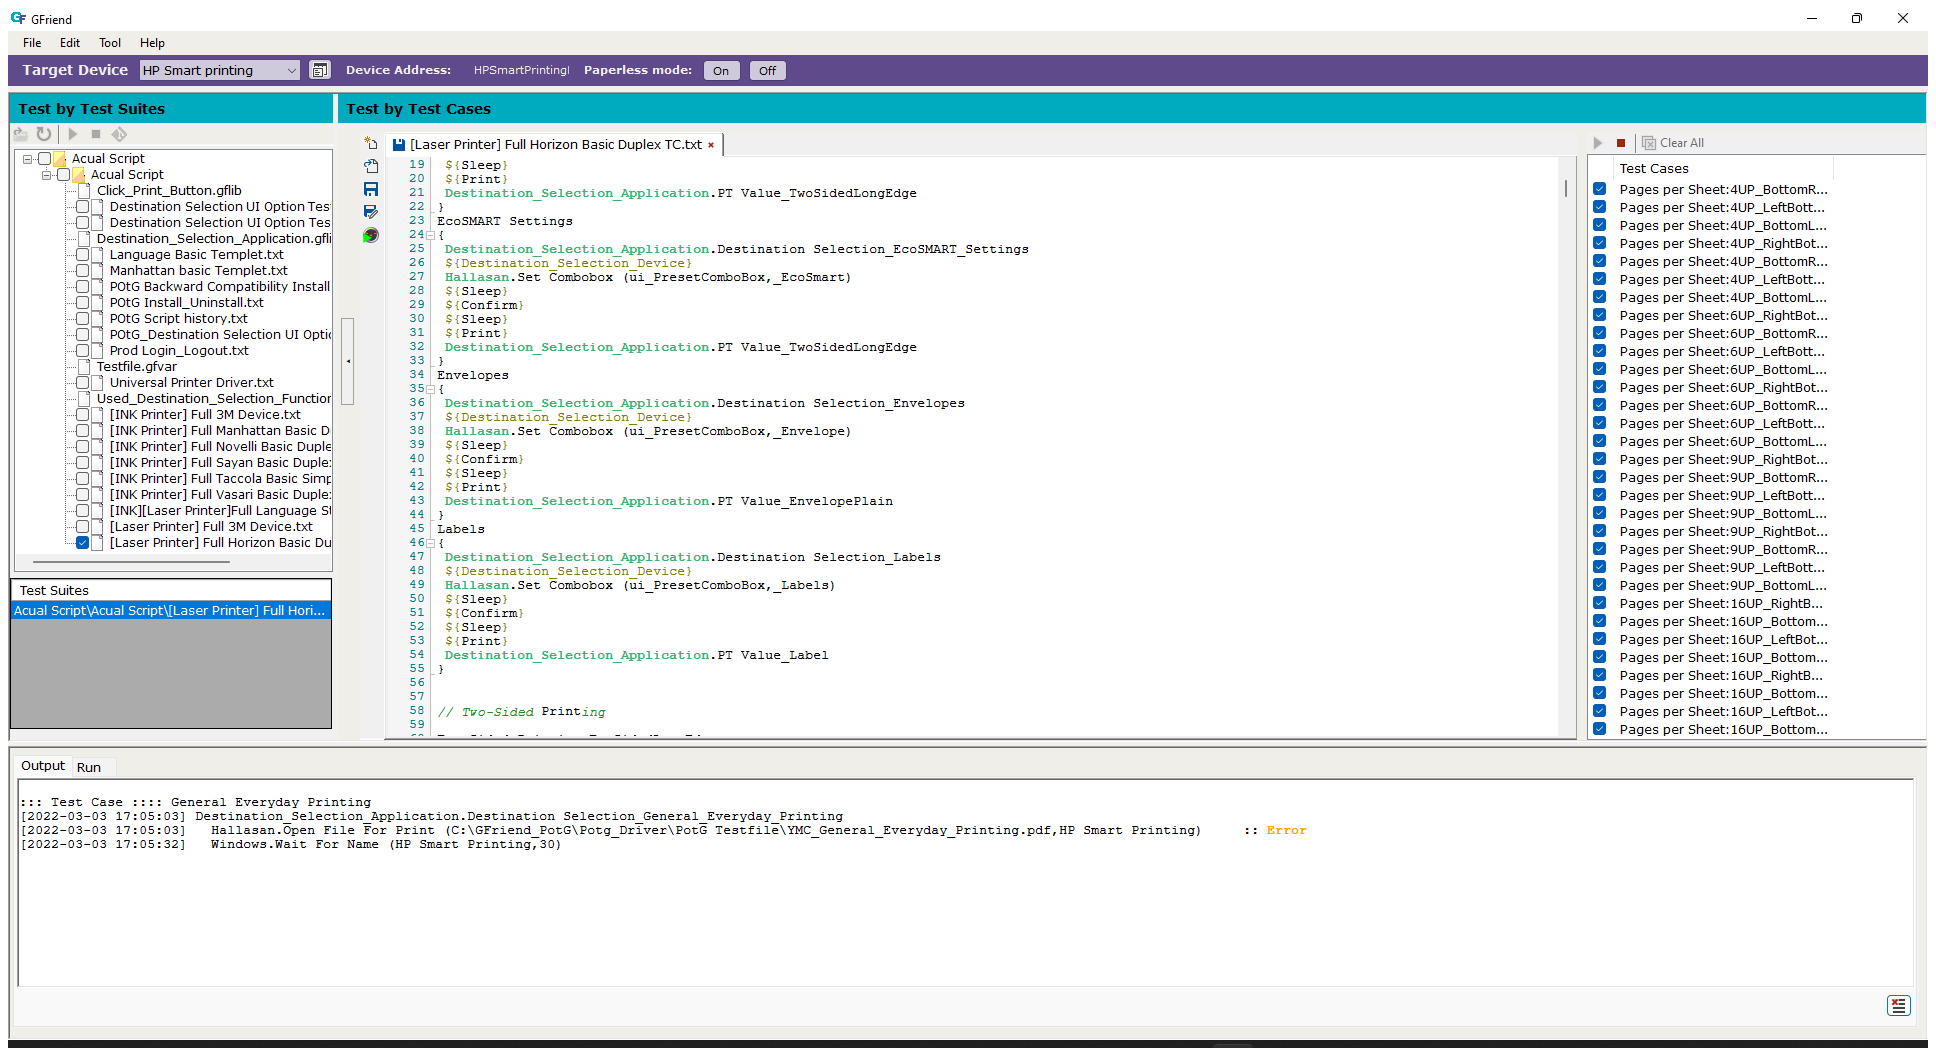 GFriend
File Edit Tool Help
Target Device HP Smart printing Device Address: HPSmartPrinting Paperless mode: On Off
Test by Test Suites
Acual Script
Acual Script
Click_Print_Button.gflib
Destination Selection UI Option Tes
Destination Selection UI Option Tes
Destination_Selection_Application.gfli
Language Basic Templet.txt
Manhattan basic Templet.txt
POtG Backward Compatibility Install
POtG Install_Uninstall.txt
POtG Script history.txt
POtG_Destination Selection UI Optic
Prod Login_Logout.txt
Testfile.gfvar
Universal Printer Driver.txt
Used_Destination_Selection_Function
[INK Printer] Full 3M Device.txt
[INK Printer] Full Manhattan Basic D
[INK Printer] Full Novelli Basic Duple
[INK Printer] Full Sayan Basic Duple
[INK Printer] Full Taccola Basic Simp
[INK Printer] Full Vasari Basic Duple
[INK][Laser Printer]Full Language St
[Laser Printer] Full 3M Device.txt
[Laser Printer] Full Horizon Basic Du
Test Suites
Acual Script\Acual Script\[Laser Printer] Full Hori...
Test by Test Cases
[Laser Printer] Full Horizon Basic Duplex TC.txt
19 ${Sleep}
20 ${Print}
21 Destination_Selection_Application.PT Value_TwoSidedLongEdge
22 }
23 EcoSMART Settings
24 {
25 Destination_Selection_Application.Destination Selection_EcoSMART_Settings
26 ${Destination_Selection_Device}
27 Hallasan.Set Combobox (ui_PresetComboBox,_EcoSmart)
28 ${Sleep}
29 ${Confirm}
30 ${Sleep}
31 ${Print}
32 Destination_Selection_Application.PT Value_TwoSidedLongEdge
33 }
34 Envelopes
35 {
36 Destination_Selection_Application.Destination Selection_Envelopes
37 ${Destination_Selection_Device}
38 Hallasan.Set Combobox (ui_PresetComboBox,_Envelope)
39 ${Sleep}
40 ${Confirm}
41 ${Sleep}
42 ${Print}
43 Destination_Selection_Application.PT Value_EnvelopePlain
44 }
45 Labels
46 {
47 Destination_Selection_Application.Destination Selection_Labels
48 ${Destination_Selection_Device}
49 Hallasan.Set Combobox (ui_PresetComboBox,_Labels)
50 ${Sleep}
51 ${Confirm}
52 ${Sleep}
53 ${Print}
54 Destination_Selection_Application.PT Value_Label
55 }
56
57
58 // Two-Sided Printing
59
Clear All
Test Cases
Pages per Sheet:4UP_BottomR...
Pages per Sheet:4UP_LeftBott...
Pages per Sheet:4UP_BottomL...
Pages per Sheet:4UP_RightBot...
Pages per Sheet:4UP_BottomR...
Pages per Sheet:4UP_LeftBot...
Pages per Sheet:4UP_BottomL...
Pages per Sheet:6UP_RightBot...
Pages per Sheet:6UP_BottomR...
Pages per Sheet:6UP_LeftBott...
Pages per Sheet:6UP_BottomL...
Pages per Sheet:6UP_RightBot...
Pages per Sheet:6UP_BottomR...
Pages per Sheet:6UP_LeftBot...
Pages per Sheet:6UP_BottomL...
Pages per Sheet:9UP_RightBot...
Pages per Sheet:9UP_BottomR...
Pages per Sheet:9UP_LeftBott...
Pages per Sheet:9UP_BottomL...
Pages per Sheet:9UP_RightBot...
Pages per Sheet:9UP_BottomR...
Pages per Sheet:9UP_LeftBot...
Pages per Sheet:9UP_BottomL...
Pages per Sheet:16UP_RightB...
Pages per Sheet:16UP_Bottom...
Pages per Sheet:16UP_LeftBot...
Pages per Sheet:16UP_Bottom...
Pages per Sheet:16UP_RightB...
Pages per Sheet:16UP_Bottom...
Pages per Sheet:16UP_LeftBot...
Pages per Sheet:16UP_Bottom...
Output Run
::: Test Case :::: General Everyday Printing
[2022-03-03 17:05:03] Destination_Selection_Application.Destination Selection_General_Everyday_Printing
[2022-03-03 17:05:03] Hallasan.Open File For Print (C:\GFriend_PotG\Potg_Driver\PotG Testfile\YMC_General_Everyday_Printing.pdf,HP Smart Printing) :: Error
[2022-03-03 17:05:32] Windows.Wait For Name (HP Smart Printing,30)